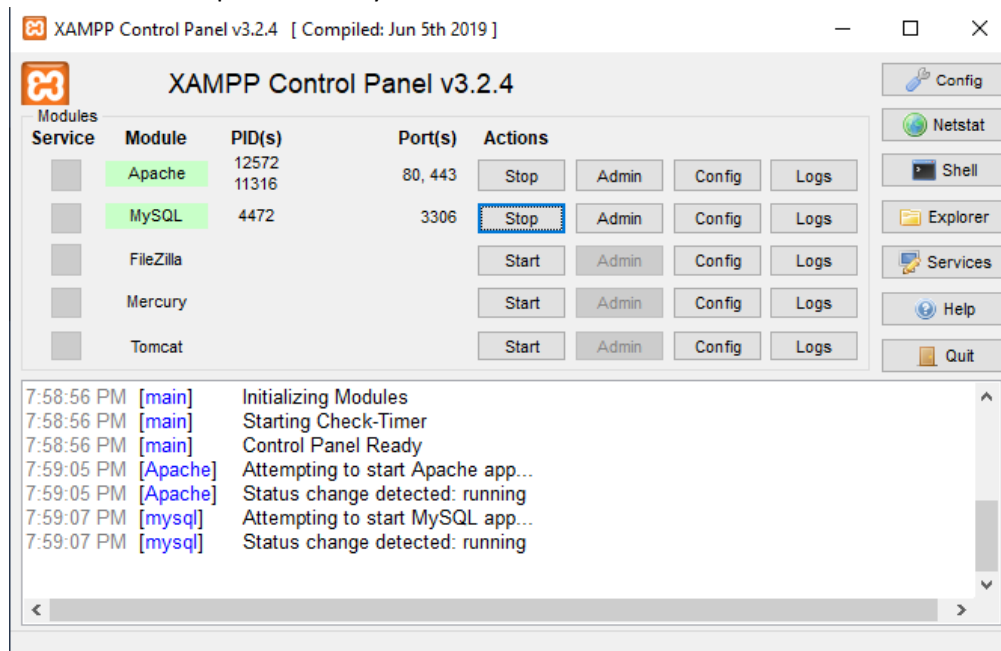 XAMPP Control Panel v3.2.4 [ Compiled: Jun 5th 2019 ]
XAMPP Control Panel v3.2.4
Config
Modules
Service Module PID(s) Port(s) Actions
Netstat
Apache 12572 11316 80, 443 Stop Admin Config Logs
Shell
MySQL 4472 3306 Stop Admin Config Logs
Explorer
FileZilla Start Admin Config Logs
Services
Mercury Start Admin Config Logs
Help
Tomcat Start Admin Config Logs
Quit
7:58:56 PM [main] Initializing Modules
7:58:56 PM [main] Starting Check-Timer
7:58:56 PM [main] Control Panel Ready
7:59:05 PM [Apache] Attempting to start Apache app...
7:59:05 PM [Apache] Status change detected: running
7:59:07 PM [mysql] Attempting to start MySQL app...
7:59:07 PM [mysql] Status change detected: running